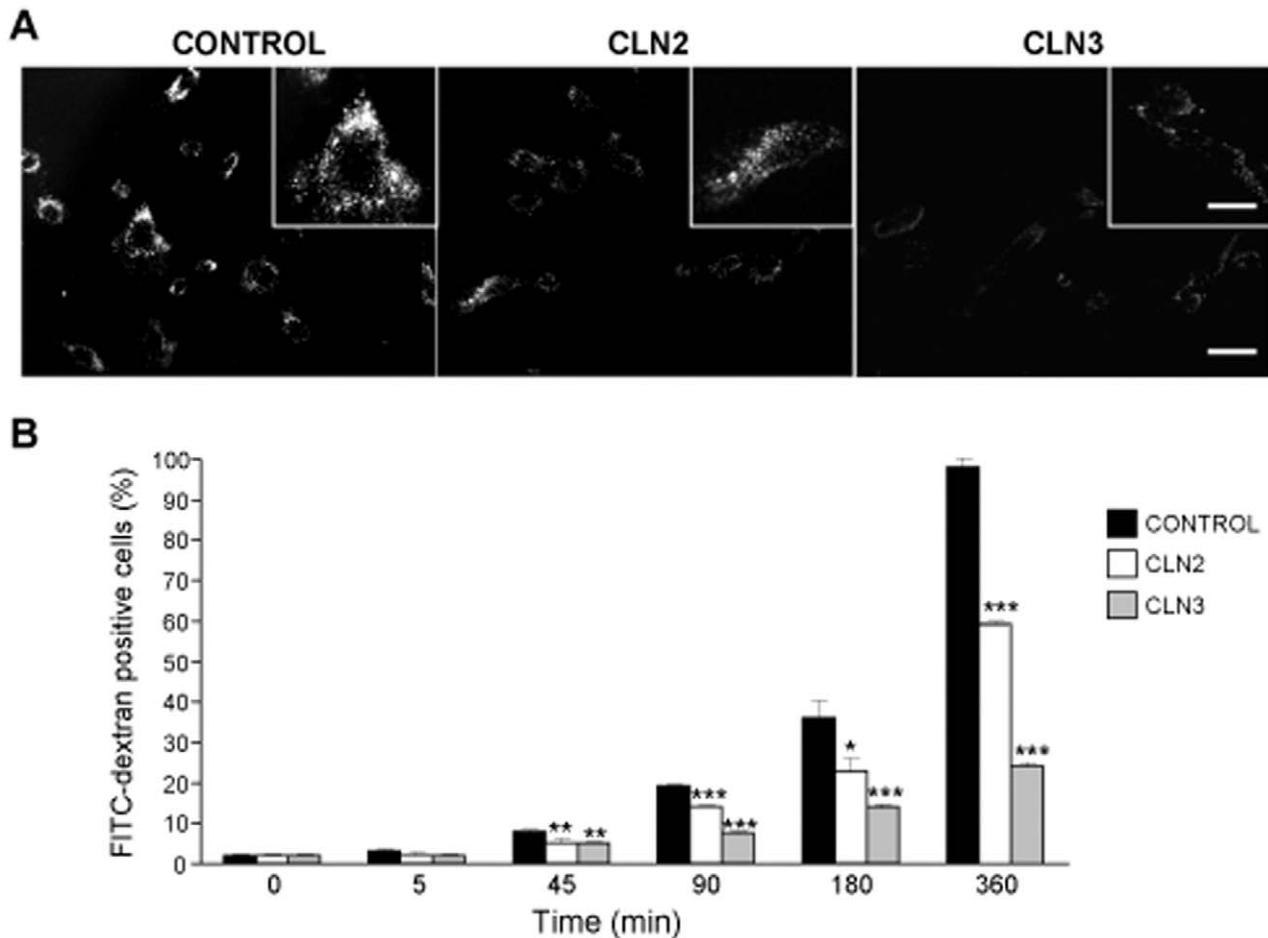 A
CONTROL CLN2 CLN3
B
FITC-dextran positive cells (%)
100
90
80
70
60
50
40
30
20
10
0
***
***
*
***
***
***
** **
0 5 45 90 180 360
Time (min)
CONTROL
CLN2
CLN3